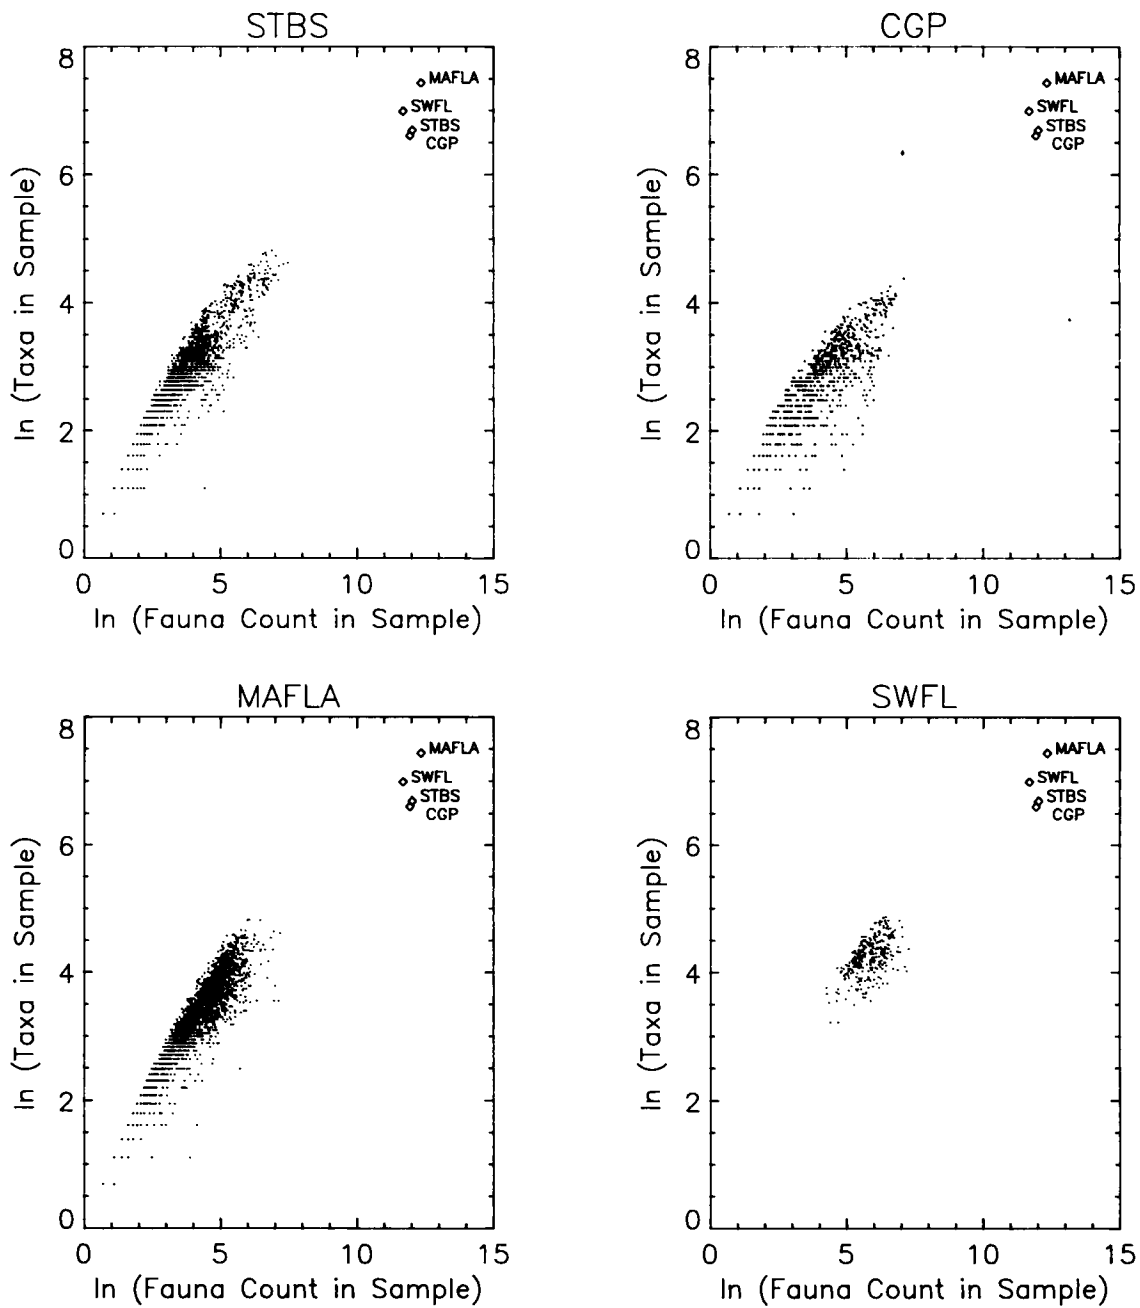 STBS
8
6
4
2
0
0 5 10 15
ln (Taxa in Sample)
ln (Fauna Count in Sample)
MAFLA
SWFL
STBS
CGP
CGP
8
6
4
2
0
0 5 10 15
ln (Taxa in Sample)
ln (Fauna Count in Sample)
MAFLA
SWFL
STBS
CGP
MAFLA
8
6
4
2
0
0 5 10 15
ln (Taxa in Sample)
ln (Fauna Count in Sample)
MAFLA
SWFL
STBS
CGP
SWFL
8
6
4
2
0
0 5 10 15
ln (Taxa in Sample)
ln (Fauna Count in Sample)
MAFLA
SWFL
STBS
CGP